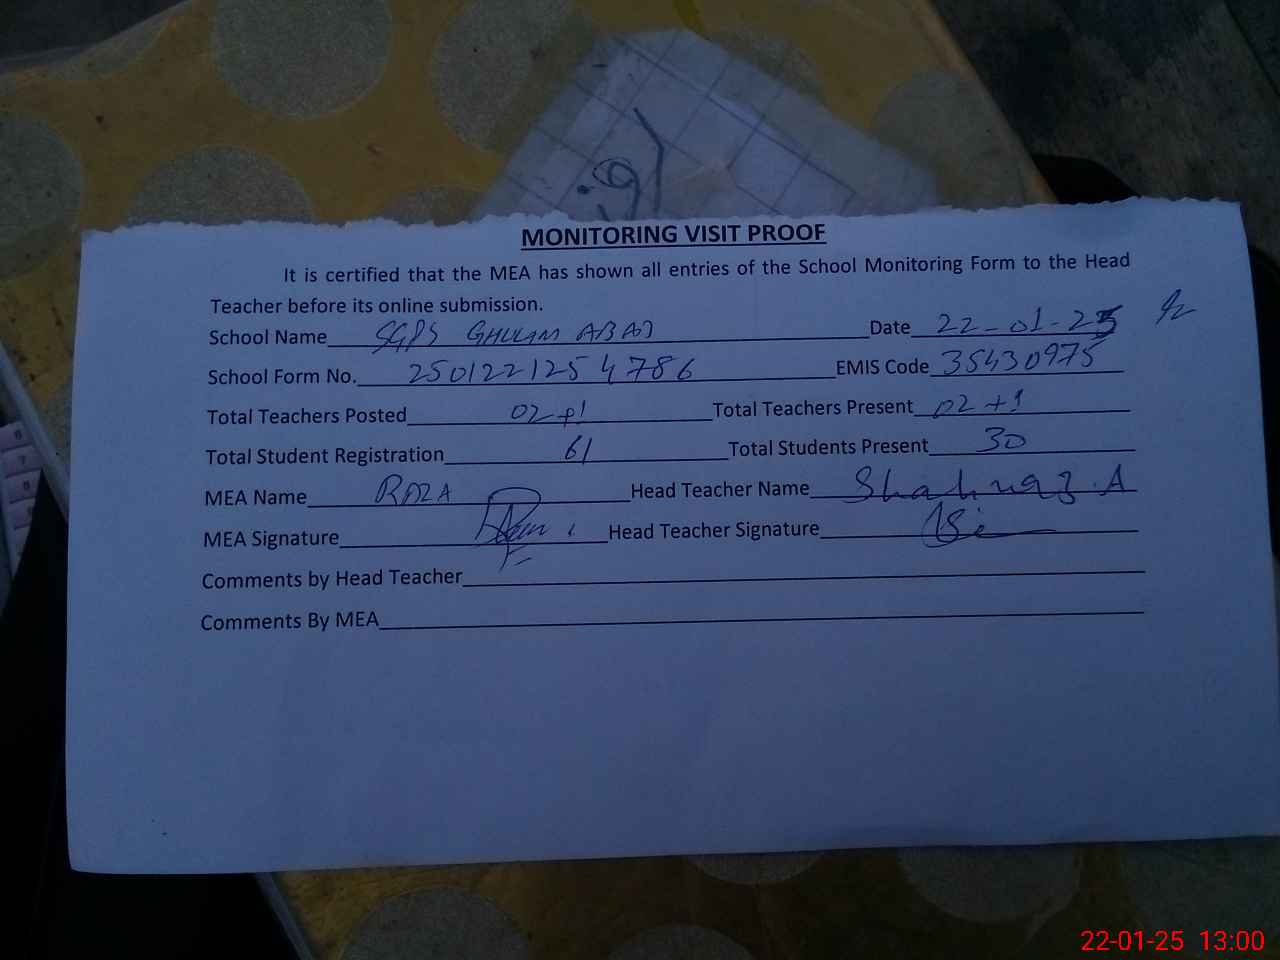 MONITORING VISIT PROOF
It is certified that the MEA has shown all entries of the School Monitoring Form to the Head
Teacher before its online submission.
School Name SGPS GHULAM ABAD Date 22-01-25
School Form No. 250122125 4786 EMIS Code 35430975
Total Teachers Posted 02+1 Total Teachers Present 02+1
Total Student Registration 61 Total Students Present 30
MEA Name RAZA Head Teacher Name Shahnaz.A
MEA Signature Head Teacher Signature
Comments by Head Teacher
Comments By MEA
22-01-25 13:00